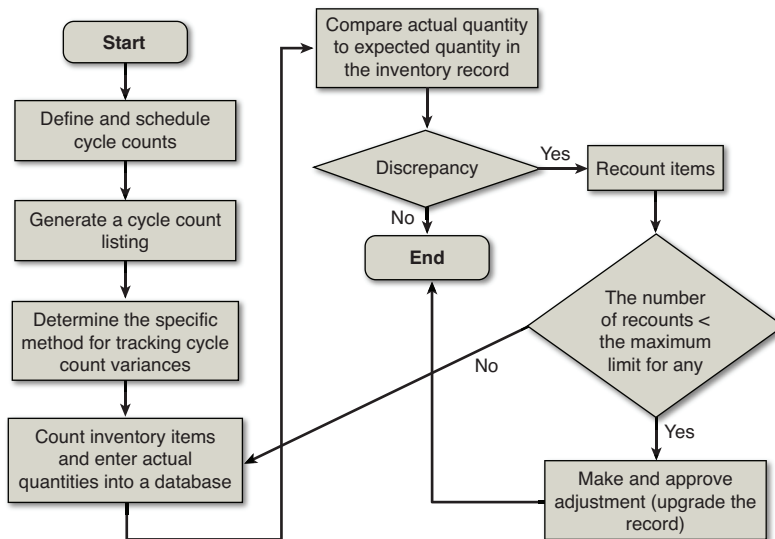 Start
Define and schedule
cycle counts
Generate a cycle count
listing
Determine the specific
method for tracking cycle
count variances
Count inventory items
and enter actual
quantities into a database
Compare actual quantity
to expected quantity in
the inventory record
Discrepancy
Yes
No
Recount items
End
The number
of recounts <
the maximum
limit for any
No
Yes
Make and approve
adjustment (upgrade the
record)